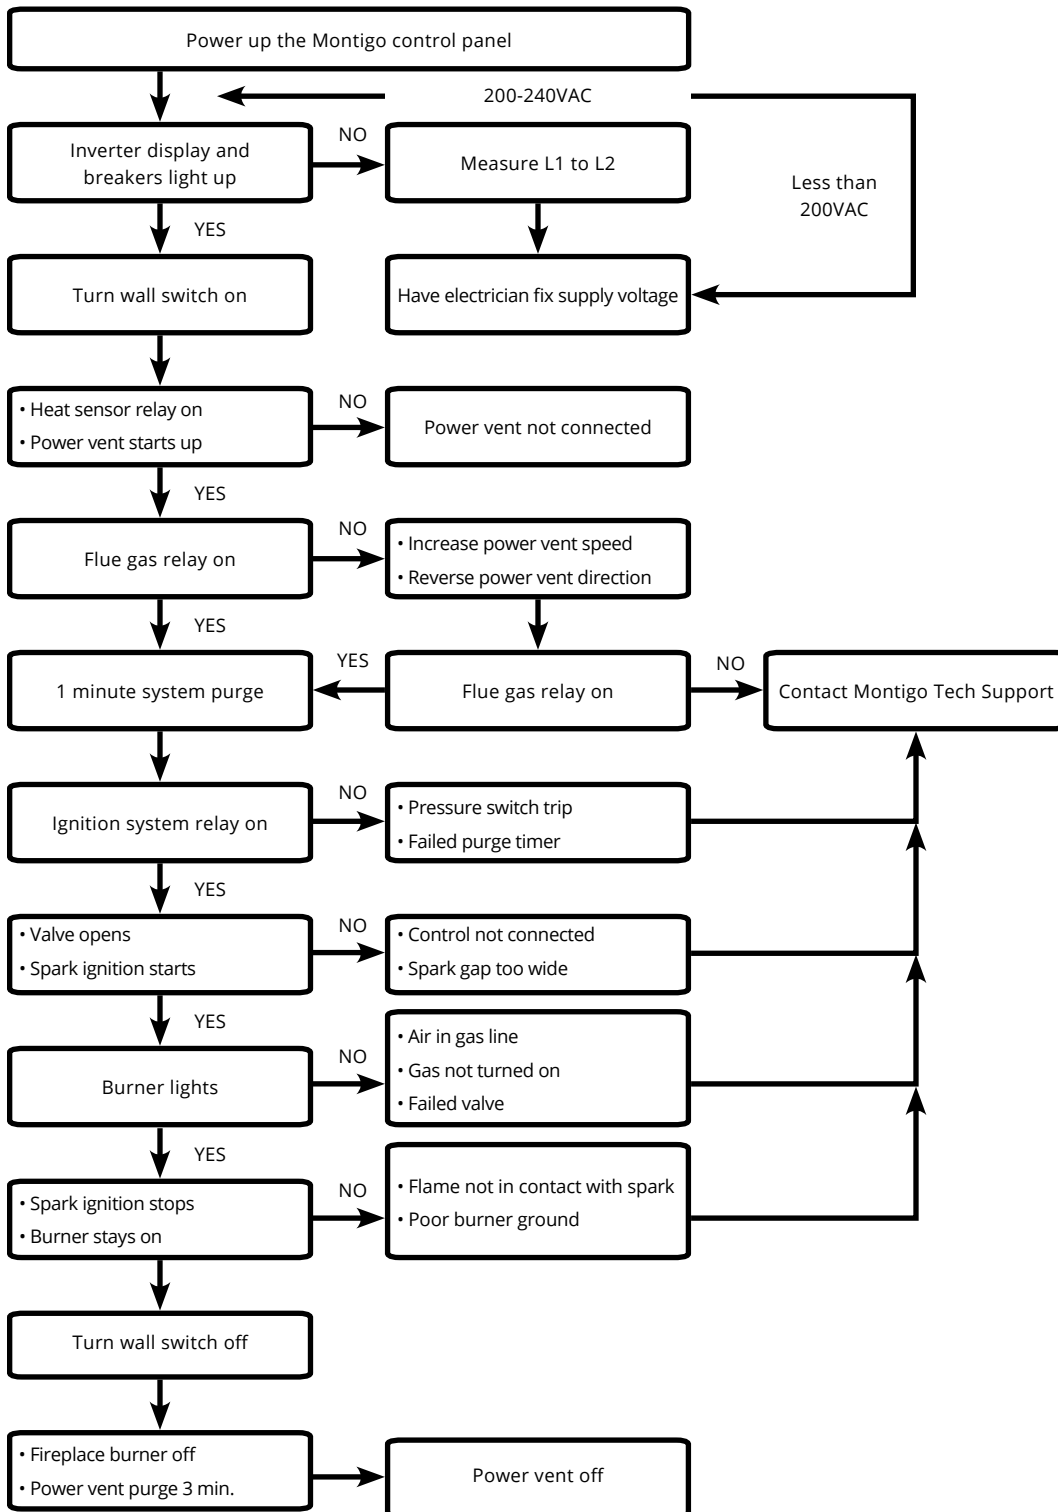 Power up the Montigo control panel
200-240VAC
Inverter display and
breakers light up
NO
Measure L1 to L2
Less than
200VAC
YES
Turn wall switch on
Have electrician fix supply voltage
• Heat sensor relay on
• Power vent starts up
NO
Power vent not connected
YES
Flue gas relay on
NO
• Increase power vent speed
• Reverse power vent direction
YES
1 minute system purge
YES
Flue gas relay on
NO
Contact Montigo Tech Support
Ignition system relay on
NO
• Pressure switch trip
• Failed purge timer
YES
• Valve opens
• Spark ignition starts
NO
• Control not connected
• Spark gap too wide
YES
Burner lights
NO
• Air in gas line
• Gas not turned on
• Failed valve
YES
• Spark ignition stops
• Burner stays on
NO
• Flame not in contact with spark
• Poor burner ground
Turn wall switch off
• Fireplace burner off
• Power vent purge 3 min.
Power vent off